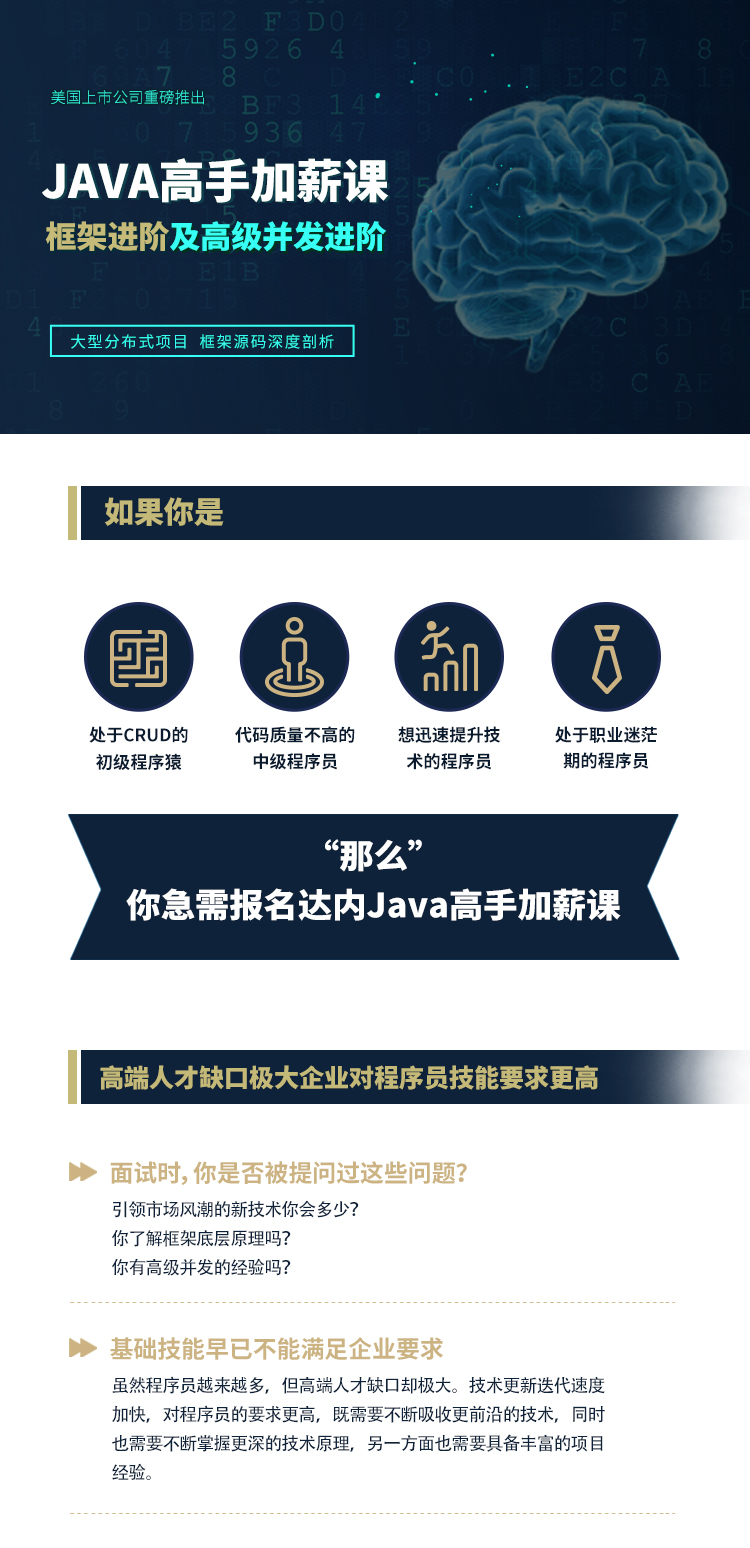 美国上市公司重磅推出
JAVA高手加薪课
框架进阶及高级并发进阶
大型分布式项目 框架源码深度剖析
如果你是
处于CRUD的
初级程序猿
代码质量不高的
中级程序员
想迅速提升技
术的程序员
处于职业迷茫
期的程序员
“那么”
你急需报名达内Java高手加薪课
高端人才缺口极大企业对程序员技能要求更高
面试时,你是否被提问过这些问题?
引领市场风潮的新技术你会多少?
你了解框架底层原理吗?
你有高级并发的经验吗?
基础技能早已不能满足企业要求
虽然程序员越来越多，但高端人才缺口却极大。技术更新迭代速度
加快，对程序员的要求更高，既需要不断吸收更前沿的技术，同时
也需要不断掌握更深的技术原理，另一方面也需要具备丰富的项目
经验。